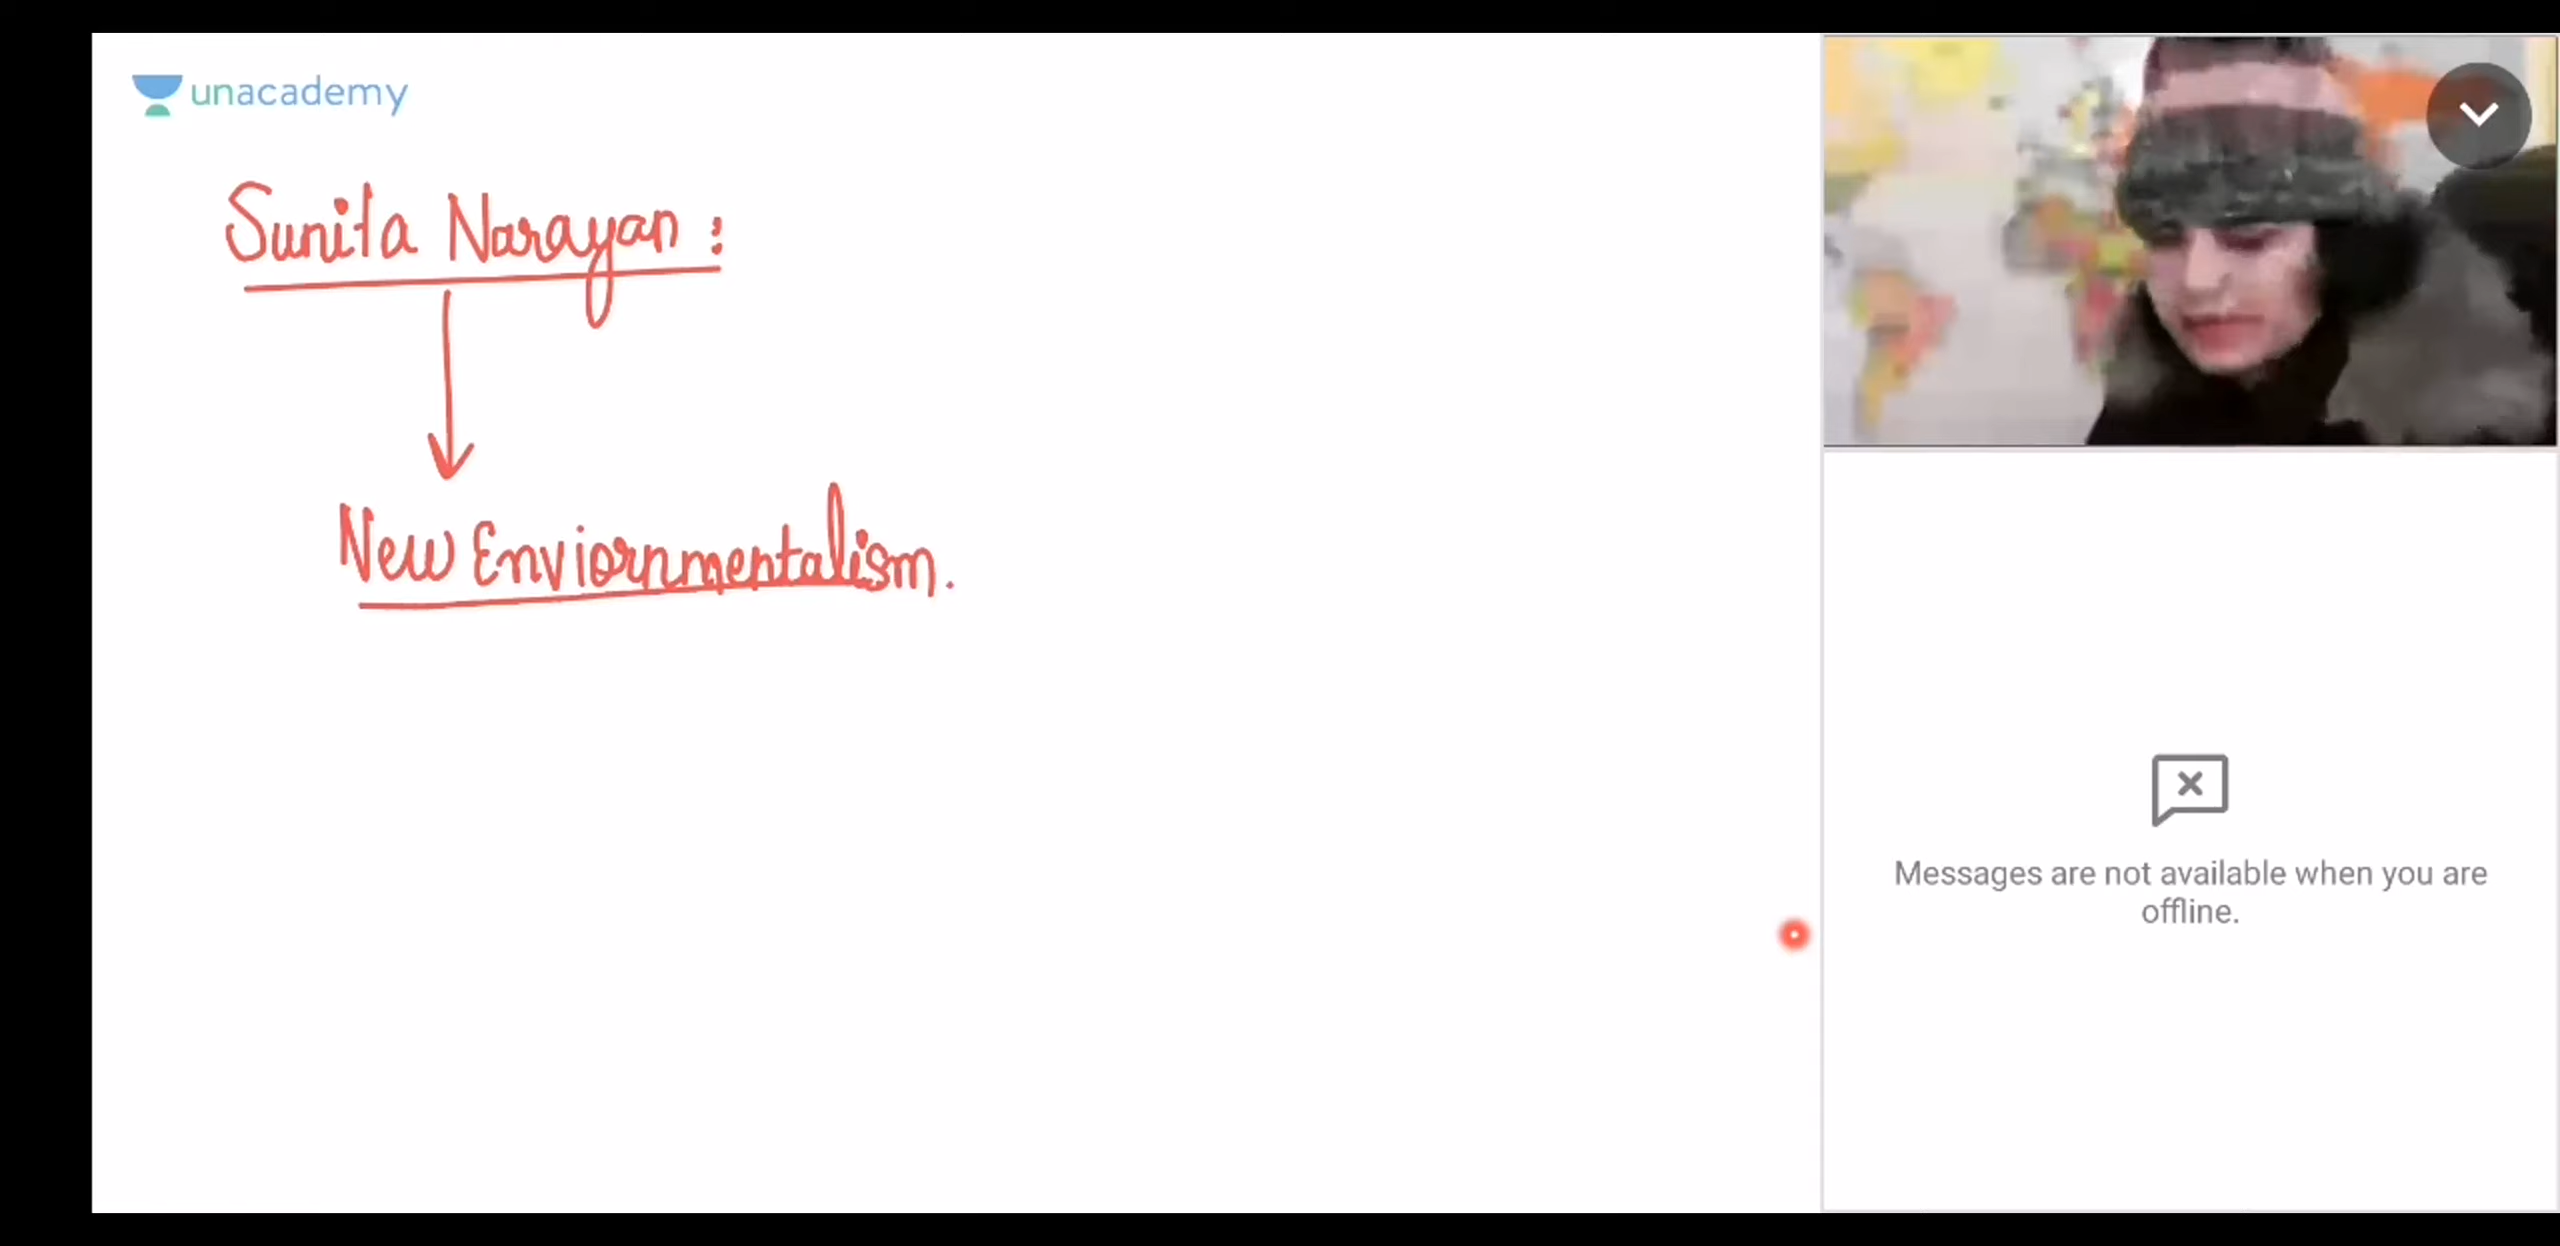 unacademy
Sunita Narayan :
New Enviornmentalism.
Messages are not available when you are
offline.